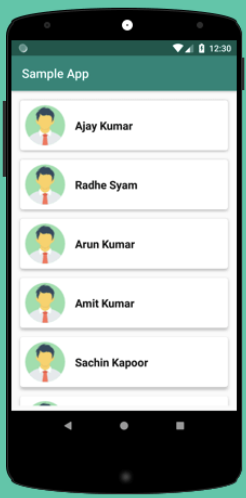 12:30
Sample App
Ajay Kumar
Radhe Syam
Arun Kumar
Amit Kumar
Sachin Kapoor